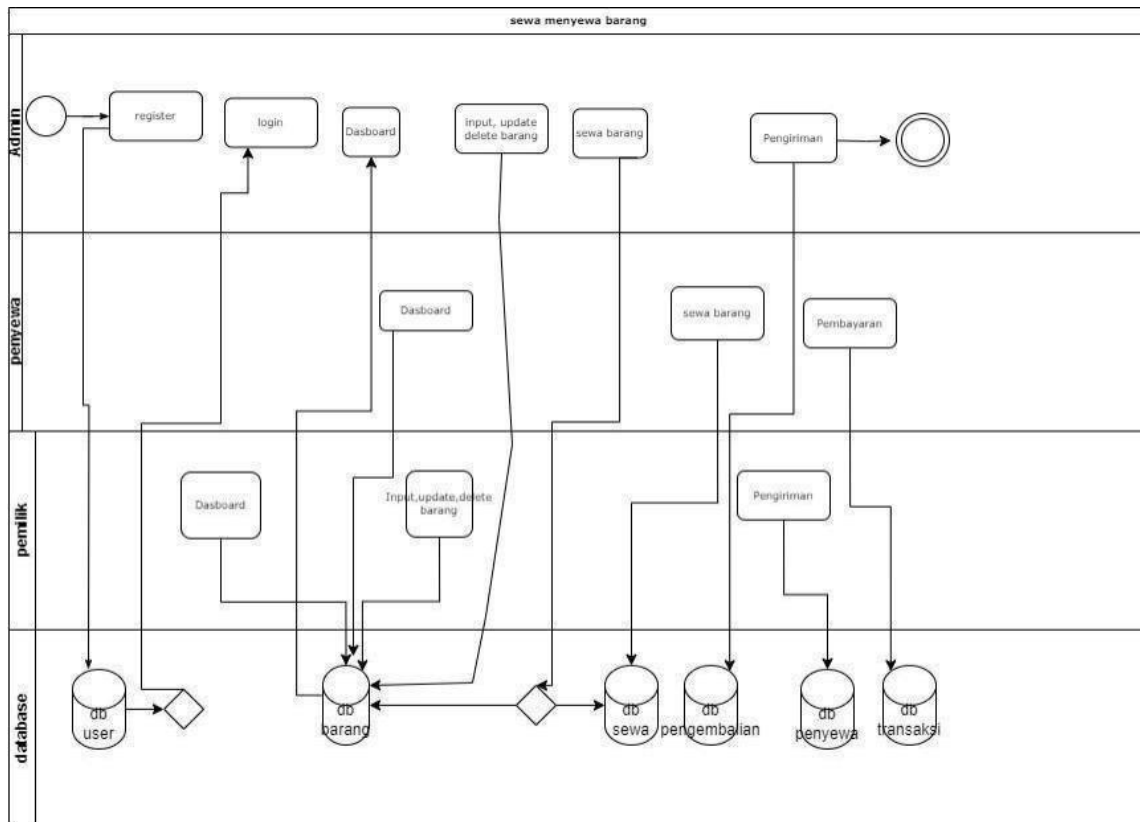 sewa menyewa barang
Admin
register
login
Dasboard
input, update
delete barang
sewa barang
Pengiriman
penyewa
Dasboard
sewa barang
Pembayaran
pemilik
Dasboard
Input,update,delete
barang
Pengiriman
database
db
user
db
barang
db
sewa
db
pengembalian
db
penyewa
db
transaksi